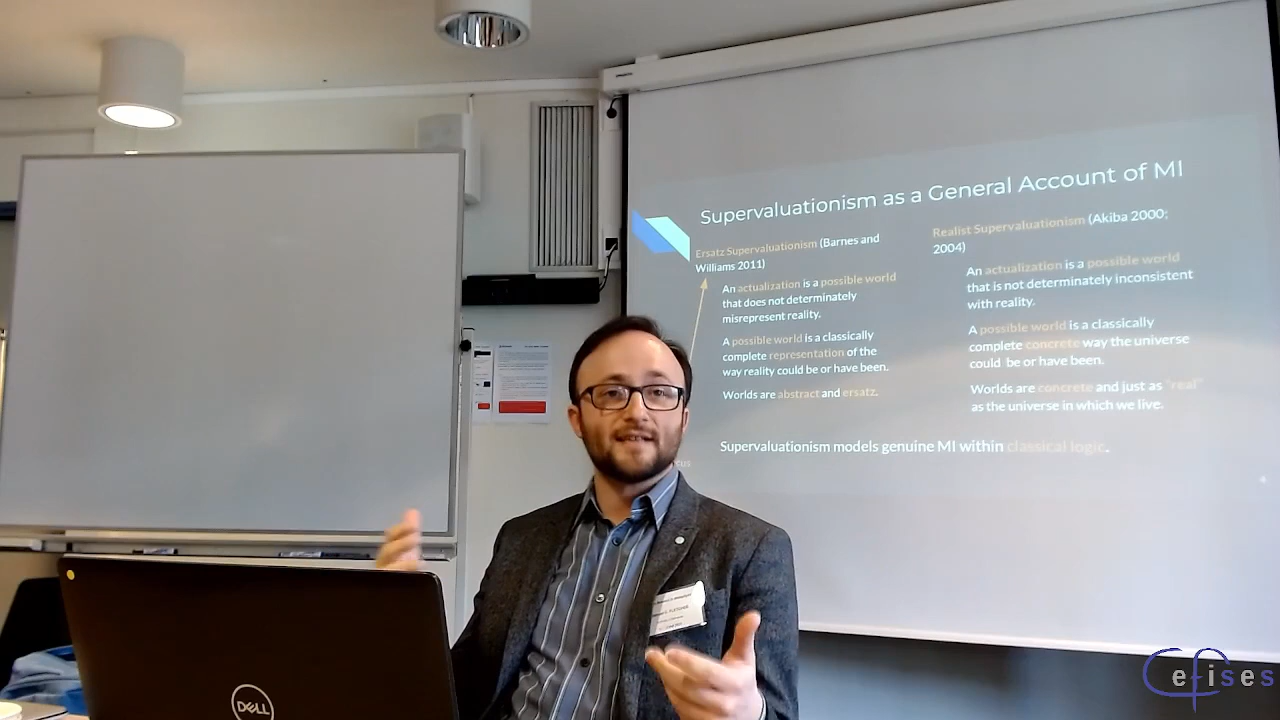 Supervaluationism as a General Account of MI
Ersatz Supervaluationism (Barnes and
Williams 2011)
An actualization is a possible world
that does not determinately
misrepresent reality.
A possible world is a classically
complete representation of the
way reality could be or have been.
Worlds are abstract and ersatz.
Realist Supervaluationism (Akiba 2000;
2004)
An actualization is a possible world
that is not determinately inconsistent
with reality.
A possible world is a classically
complete concrete way the universe
could be or have been.
Worlds are concrete and just as "real"
as the universe in which we live.
Supervaluationism models genuine MI within classical logic.
sus
FLETCHER
DELL
efises